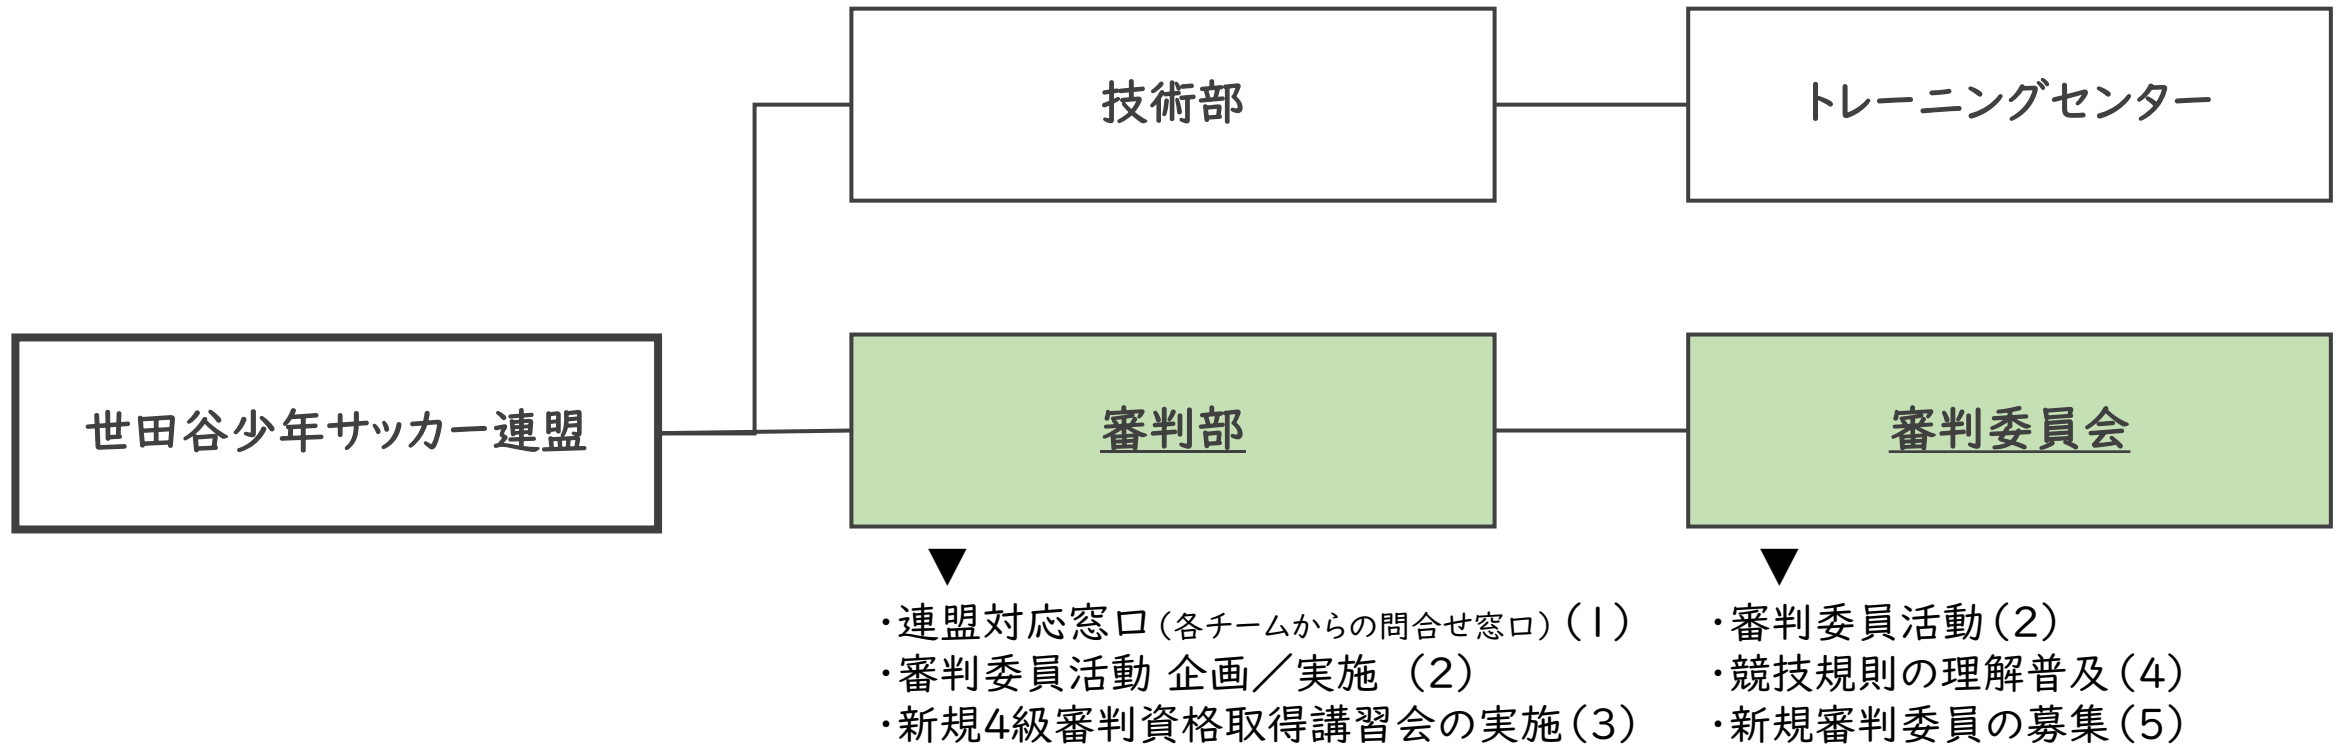 技術部
トレーニングセンター
世田谷少年サッカー連盟
審判部
審判委員会
▼
・連盟対応窓口（各チームからの問合せ窓口）(1)
・審判委員活動 企画／実施 (2)
・新規4級審判資格取得講習会の実施(3)
▼
・審判委員活動(2)
・競技規則の理解普及(4)
・新規審判委員の募集(5)